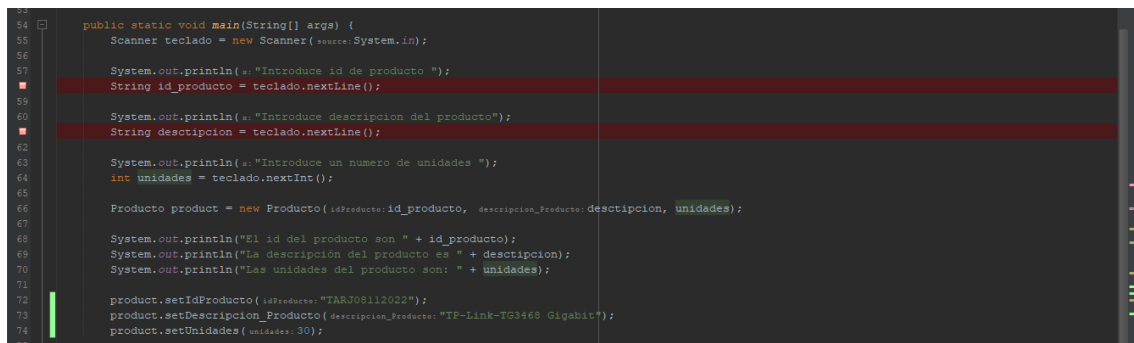 53
54 public static void main(String[] args) {
55 Scanner teclado = new Scanner( source: System.in);
56
57 System.out.println( x: "Introduce id de producto ");
String id_producto = teclado.nextLine();
59
60 System.out.println( x: "Introduce descripcion del producto");
String desctipcion = teclado.nextLine();
62
63 System.out.println( x: "Introduce un numero de unidades ");
64 int unidades = teclado.nextInt();
65
66 Producto product = new Producto( idProducto: id_producto, descripcion_Producto: desctipcion, unidades);
67
68 System.out.println("El id del producto son " + id_producto);
69 System.out.println("La descripción del producto es " + desctipcion);
70 System.out.println("Las unidades del producto son: " + unidades);
71
72 product.setIdProducto( idProducto: "TARJ08112022");
73 product.setDescripcion_Producto( descripcion_Producto: "TP-Link-TG3468 Gigabit");
74 product.setUnidades( unidades: 30);